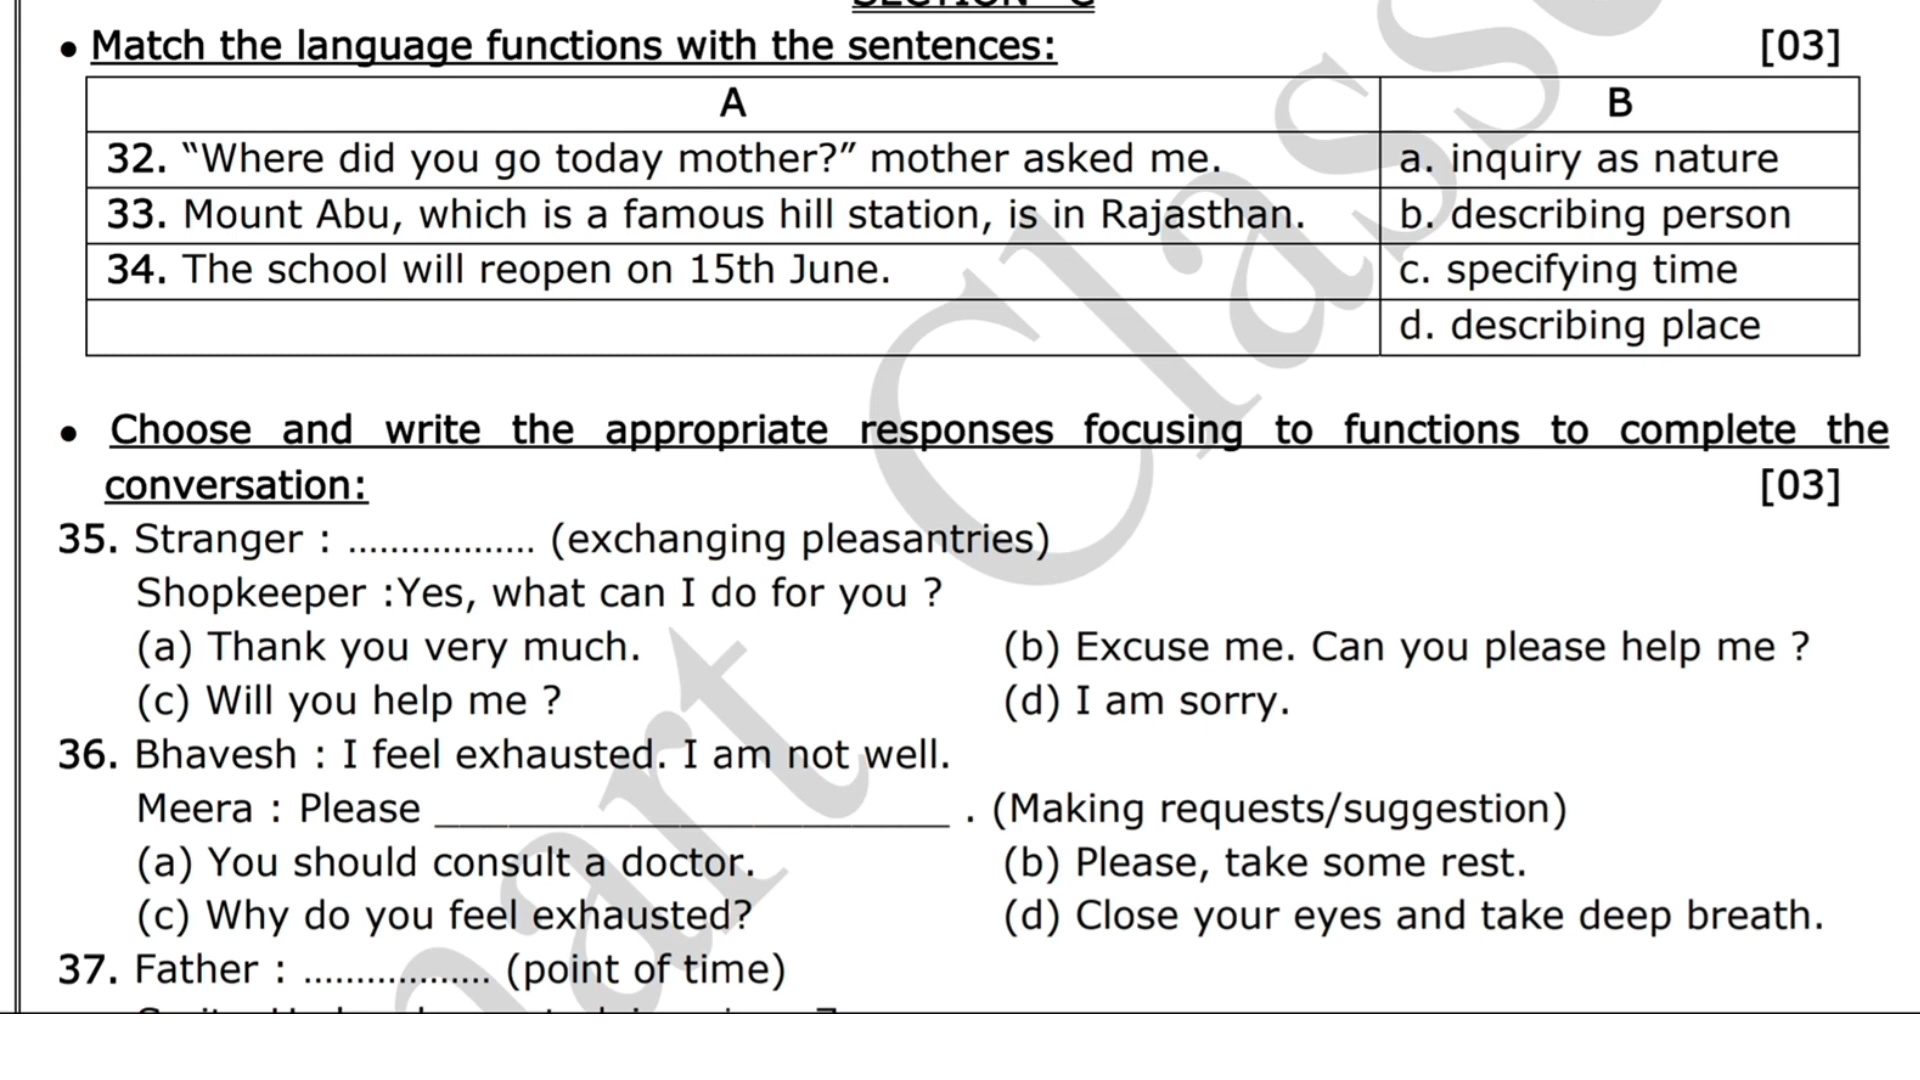 SECTION - C
• Match the language functions with the sentences: [03]
A B
32. “Where did you go today mother?” mother asked me. a. inquiry as nature
33. Mount Abu, which is a famous hill station, is in Rajasthan. b. describing person
34. The school will reopen on 15th June. c. specifying time
d. describing place
• Choose and write the appropriate responses focusing to functions to complete the
conversation: [03]
35. Stranger : .................. (exchanging pleasantries)
Shopkeeper :Yes, what can I do for you ?
(a) Thank you very much. (b) Excuse me. Can you please help me ?
(c) Will you help me ? (d) I am sorry.
36. Bhavesh : I feel exhausted. I am not well.
Meera : Please _____________________ . (Making requests/suggestion)
(a) You should consult a doctor. (b) Please, take some rest.
(c) Why do you feel exhausted? (d) Close your eyes and take deep breath.
37. Father : .................. (point of time)